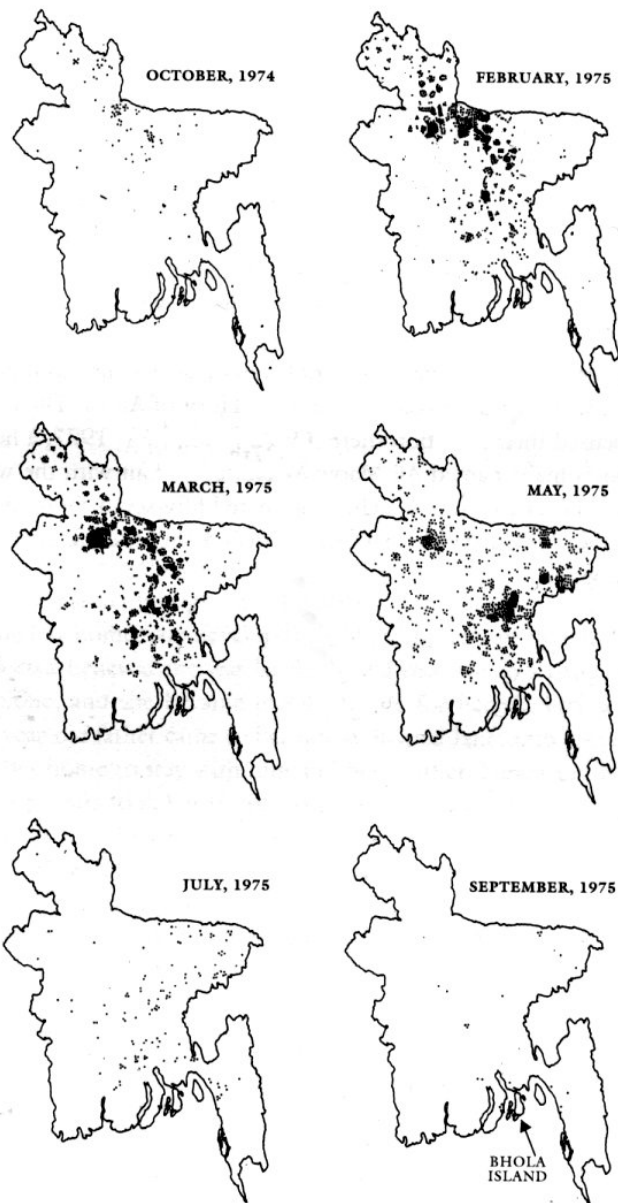 OCTOBER, 1974
FEBRUARY, 1975
MARCH, 1975
MAY, 1975
JULY, 1975
SEPTEMBER, 1975
BHOLA
ISLAND